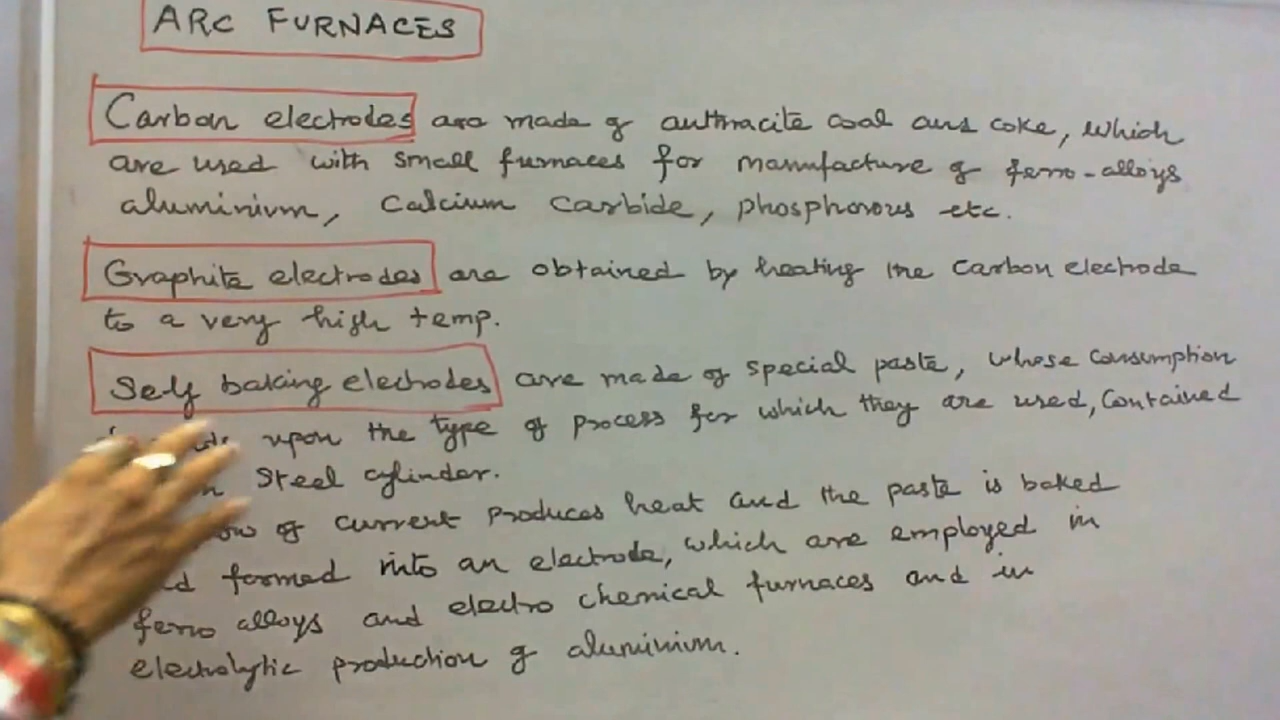 ARC FURNACES
Carbon electrodes are made of anthracite coal and coke, which
are used with small furnaces for manufacture of ferro-alloys
aluminium, calcium carbide, phosphorous etc.
Graphite electrodes are obtained by heating the carbon electrode
to a very high temp.
Self baking electrodes are made of special paste, whose consumption
upon the type of process for which they are used, contained
steel cylinder.
of current produces heat and the paste is baked
formed into an electrode, which are employed in
ferro alloys and electro chemical furnaces and in
electrolytic production of aluminium.